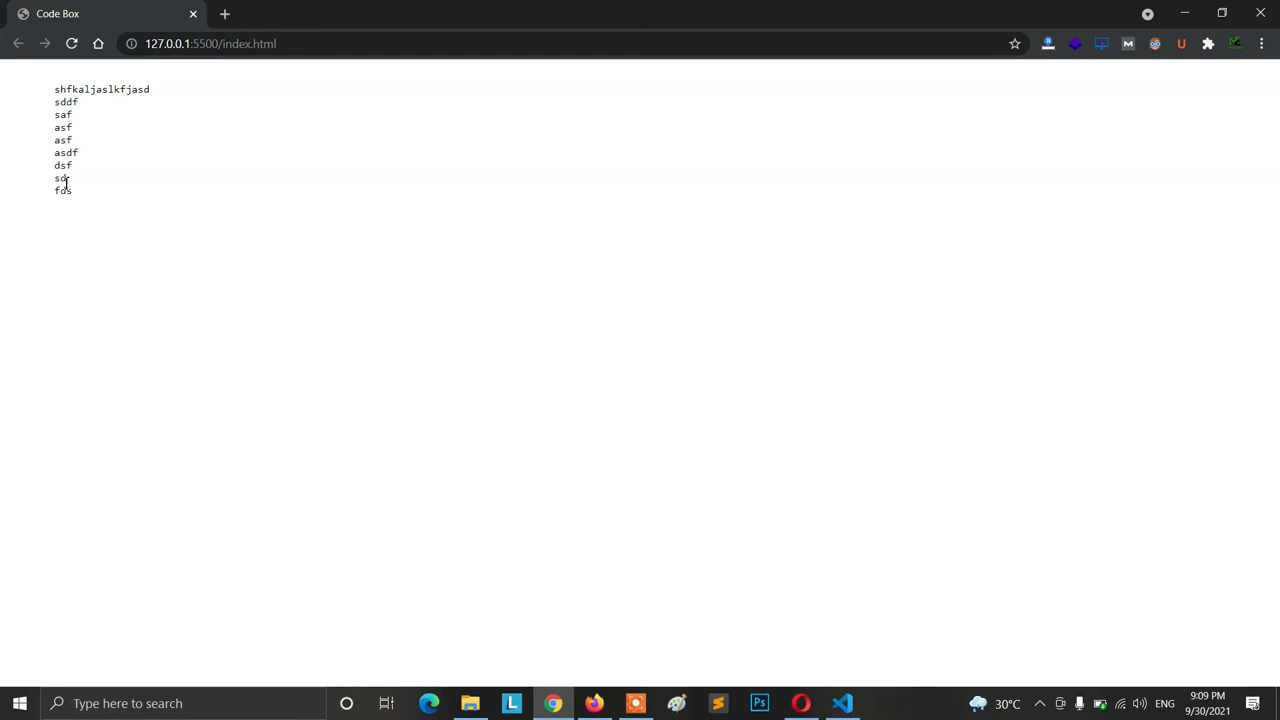 Code Box
127.0.0.1:5500/index.html
shfkaljaslkfjasd
sddf
saf
asf
asf
asdf
dsf
fds
Type here to search
30°C
ENG
9:09 PM
9/30/2021